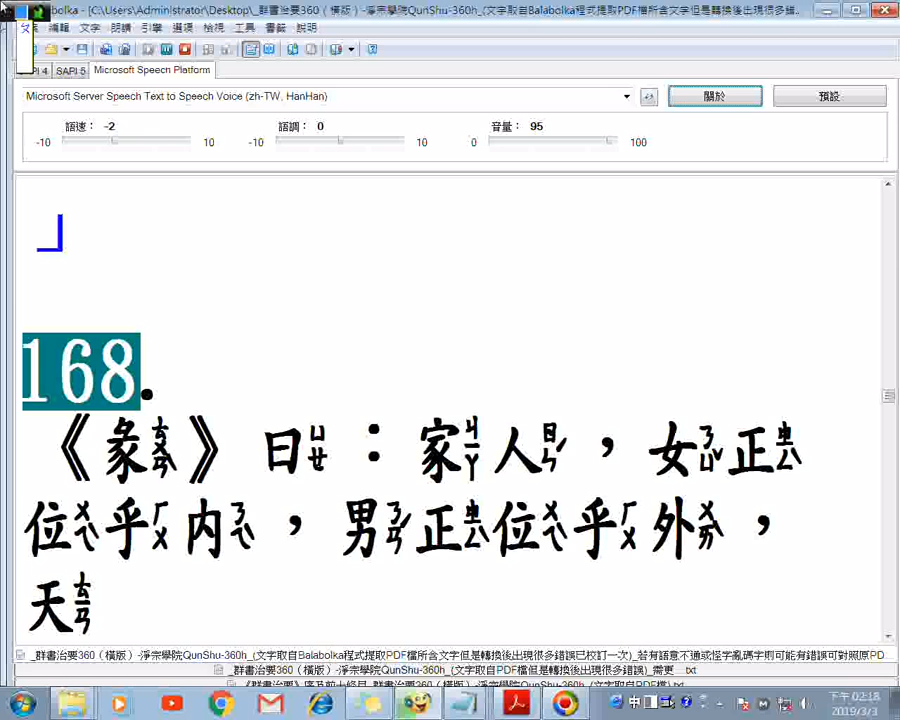 abolka - [C:\Users\Administrator\Desktop\_群書治要360（橫版）-淨宗學院QunShu-360h_(文字取自Balabolka程式提取PDF檔所含文字但是轉換後出現很多錯誤
編輯 文字 朗讀 引擎 選項 檢視 工具 書籤 說明
PI 4 SAPI 5 Microsoft Speech Platform
Microsoft Server Speech Text to Speech Voice (zh-TW, HanHan) 關於 預設
語速： -2 語調： 0 音量： 95
-10 10 -10 10 0 100
」
168.
《彖》曰：家人，女正
位乎內，男正位乎外，
天
_群書治要360（橫版）-淨宗學院QunShu-360h_(文字取自Balabolka程式提取PDF檔所含文字但是轉換後出現很多錯誤已校訂一次)_若有語意不通或怪字亂碼字則可能有錯誤可對照原PD
_群書治要360（橫版）-淨宗學院QunShu-360h_(文字取自PDF檔但是轉換後出現很多錯誤)_需更_.txt
中
下午 02:18
2019/3/3